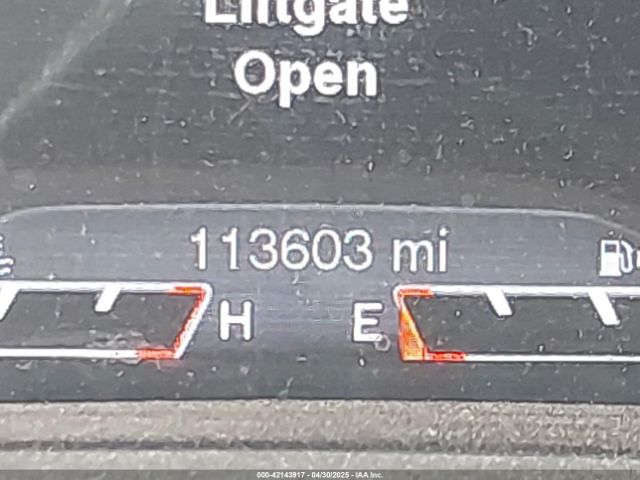 Liftgate
Open
113603 mi
H E
000-42143917 - 04/30/2025 - IAA Inc.